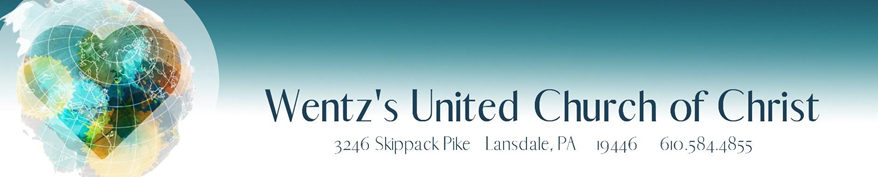 Wentz's United Church of Christ
3246 Skippack Pike Lansdale, PA 19446 610.584.4855